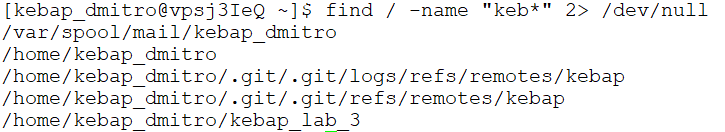 [kebap_dmitro@vpsj3IeQ ~]$ find / -name "keb*" 2> /dev/null
/var/spool/mail/kebap_dmitro
/home/kebap_dmitro
/home/kebap_dmitro/.git/.git/logs/refs/remotes/kebap
/home/kebap_dmitro/.git/.git/refs/remotes/kebap
/home/kebap_dmitro/kebap_lab_3